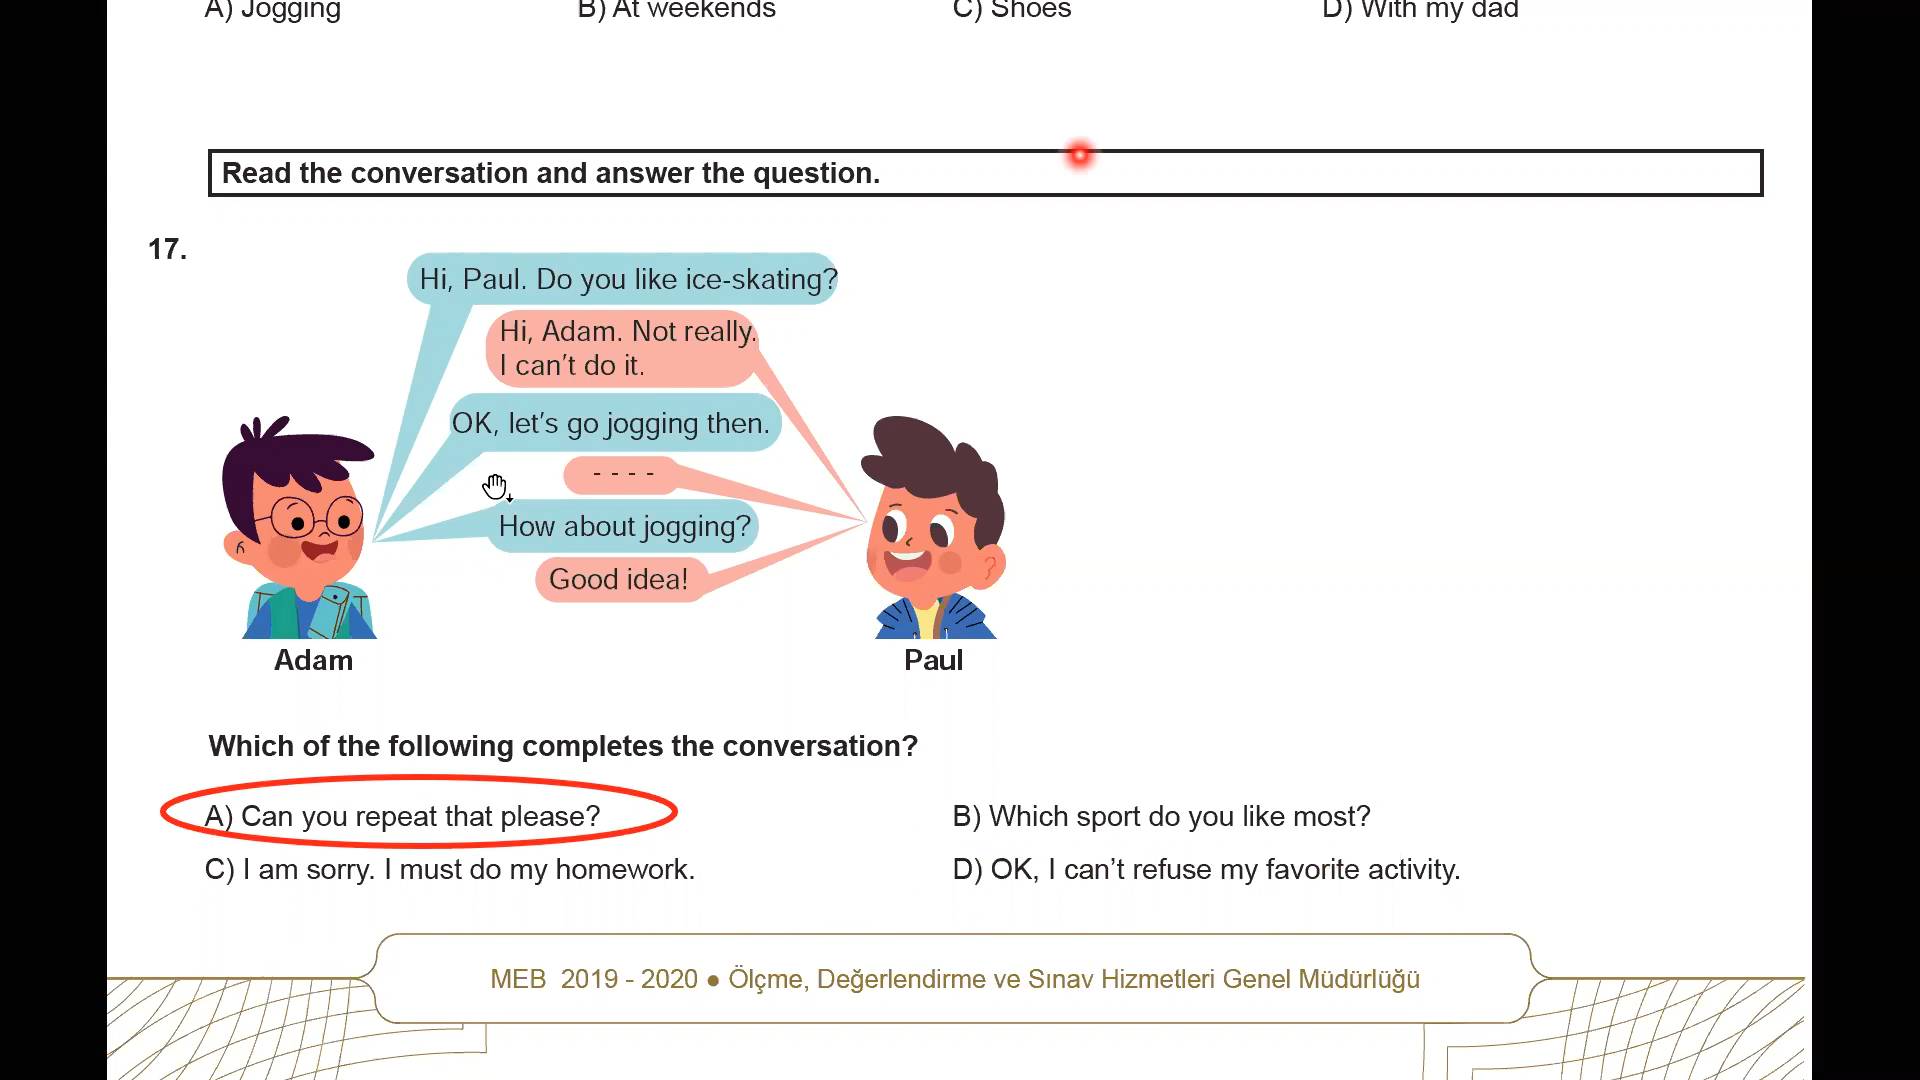 A) Jogging B) At weekends C) Shoes D) With my dad
Read the conversation and answer the question.
17.
Hi, Paul. Do you like ice-skating?
Hi, Adam. Not really.
I can't do it.
OK, let's go jogging then.
- - - -
How about jogging?
Good idea!
Adam Paul
Which of the following completes the conversation?
A) Can you repeat that please? B) Which sport do you like most?
C) I am sorry. I must do my homework. D) OK, I can't refuse my favorite activity.
MEB 2019 - 2020 ● Ölçme, Değerlendirme ve Sınav Hizmetleri Genel Müdürlüğü